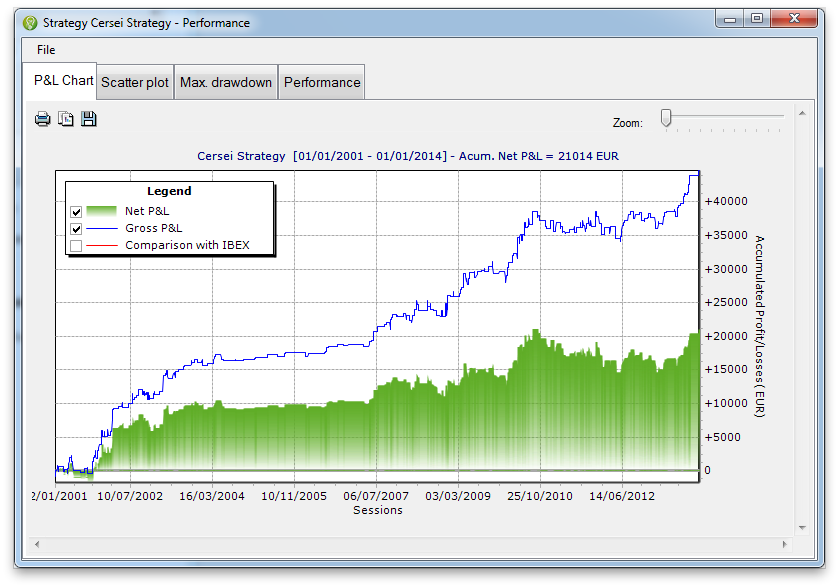 Strategy Cersei Strategy - Performance
File
P&L Chart
Scatter plot
Max. drawdown
Performance
Zoom:
Cersei Strategy [01/01/2001 - 01/01/2014] - Acum. Net P&L = 21014 EUR
Legend
Net P&L
Gross P&L
Comparison with IBEX
+40000
+35000
+30000
+25000
+20000
+15000
+10000
+5000
0
Accumulated Profit/Losses (EUR)
2/01/2001 10/07/2002 16/03/2004 10/11/2005 06/07/2007 03/03/2009 25/10/2010 14/06/2012
Sessions